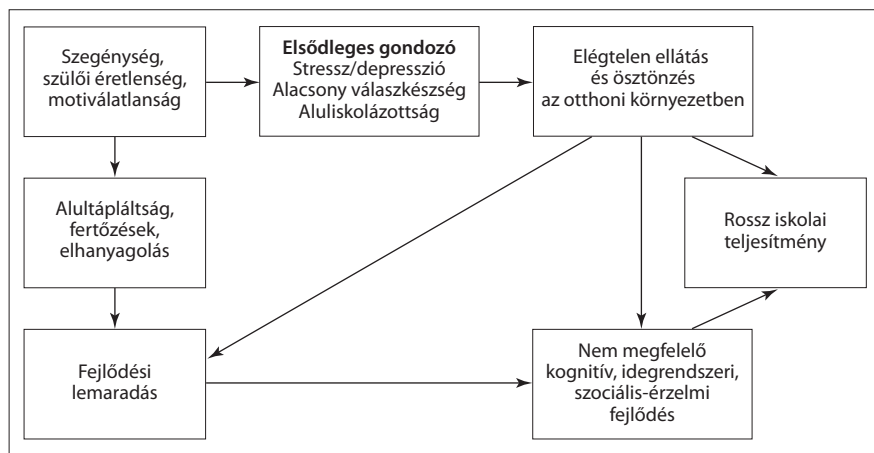 Szegénység,
szülői éretlenség,
motiválatlanság
Elsődleges gondozó
Stressz/depresszió
Alacsony válaszkészség
Aluliskolázottság
Elégtelen ellátás
és ösztönzés
az otthoni környezetben
Alultápláltság,
fertőzések,
elhanyagolás
Rossz iskolai
teljesítmény
Fejlődési
lemaradás
Nem megfelelő
kognitív, idegrendszeri,
szociális-érzelmi
fejlődés